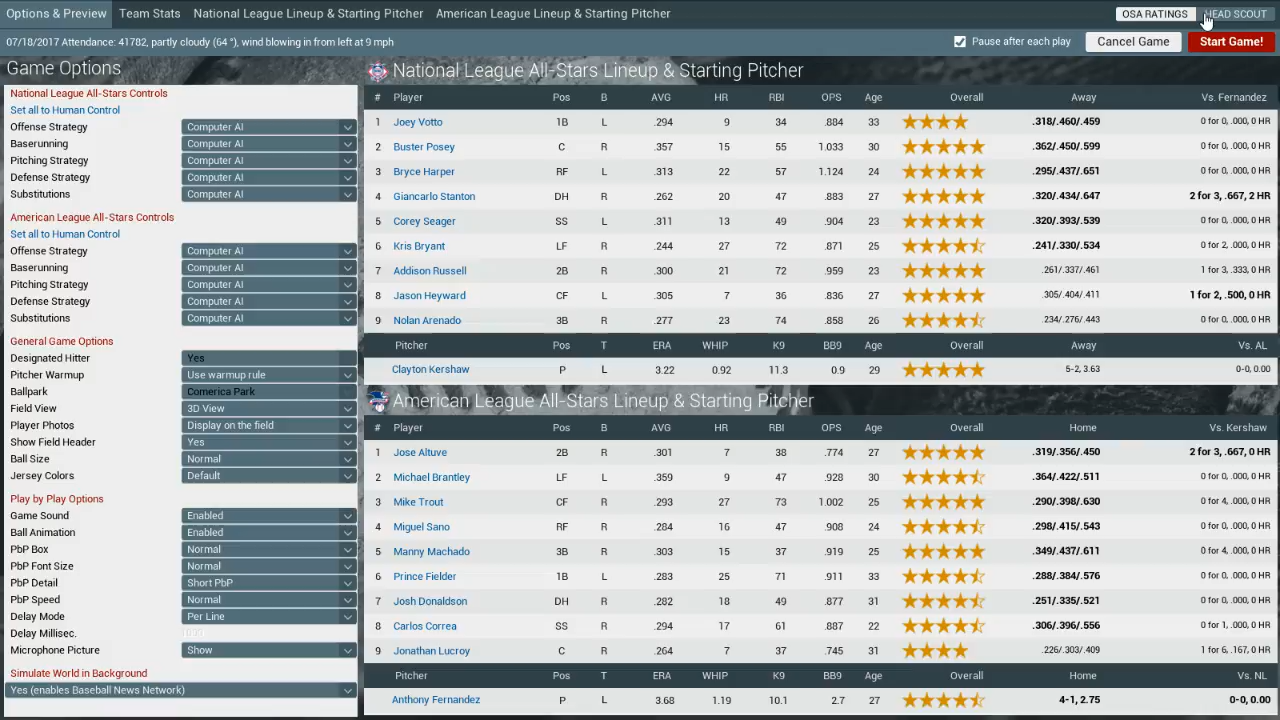 Options & Preview Team Stats National League Lineup & Starting Pitcher American League Lineup & Starting Pitcher OSA RATINGS HEAD SCOUT
07/18/2017 Attendance: 41782, partly cloudy (64 °), wind blowing in from left at 9 mph Pause after each play Cancel Game Start Game!
Game Options
National League All-Stars Controls
Set all to Human Control
Offense Strategy Computer AI
Baserunning Computer AI
Pitching Strategy Computer AI
Defense Strategy Computer AI
Substitutions Computer AI
American League All-Stars Controls
Set all to Human Control
Offense Strategy Computer AI
Baserunning Computer AI
Pitching Strategy Computer AI
Defense Strategy Computer AI
Substitutions Computer AI
General Game Options
Designated Hitter Yes
Pitcher Warmup Use warmup rule
Ballpark Comerica Park
Field View 3D View
Player Photos Display on the field
Show Field Header Yes
Ball Size Normal
Jersey Colors Default
Play by Play Options
Game Sound Enabled
Ball Animation Enabled
PbP Box Normal
PbP Font Size Normal
PbP Detail Short PbP
PbP Speed Normal
Delay Mode Per Line
Delay Millisec.
Microphone Picture Show
Simulate World in Background
Yes (enables Baseball News Network)
National League All-Stars Lineup & Starting Pitcher
# Player Pos B AVG HR RBI OPS Age Overall Away Vs. Fernandez
1 Joey Votto 1B L .294 9 34 .884 33 .318/.460/.459 0 for 0, .000, 0 HR
2 Buster Posey C R .357 15 55 1.033 30 .362/.450/.599 0 for 0, .000, 0 HR
3 Bryce Harper RF L .313 22 57 1.124 24 .295/.437/.651 0 for 0, .000, 0 HR
4 Giancarlo Stanton DH R .262 20 47 .883 27 .320/.434/.647 2 for 3, .667, 2 HR
5 Corey Seager SS L .311 13 49 .904 23 .320/.393/.539 0 for 0, .000, 0 HR
6 Kris Bryant LF R .244 27 72 .871 25 .241/.330/.534 0 for 2, .000, 0 HR
7 Addison Russell 2B R .300 21 72 .959 23 .261/.337/.461 1 for 3, .333, 0 HR
8 Jason Heyward CF L .305 7 36 .836 27 .305/.404/.411 1 for 2, .500, 0 HR
9 Nolan Arenado 3B R .277 23 74 .858 26 .234/.276/.443 0 for 0, .000, 0 HR
Pitcher Pos T ERA WHIP K9 BB9 Age Overall Away Vs. AL
Clayton Kershaw P L 3.22 0.92 11.3 0.9 29 5-2, 3.63 0-0, 0.00
American League All-Stars Lineup & Starting Pitcher
# Player Pos B AVG HR RBI OPS Age Overall Home Vs. Kershaw
1 Jose Altuve 2B R .301 7 38 .774 27 .319/.356/.450 2 for 3, .667, 0 HR
2 Michael Brantley LF L .359 9 47 .928 30 .364/.422/.511 0 for 0, .000, 0 HR
3 Mike Trout CF R .293 27 73 1.002 25 .290/.398/.630 0 for 4, .000, 0 HR
4 Miguel Sano RF R .284 16 47 .908 24 .298/.415/.543 0 for 0, .000, 0 HR
5 Manny Machado 3B R .303 15 37 .919 25 .349/.437/.611 0 for 4, .000, 0 HR
6 Prince Fielder 1B L .283 25 71 .911 33 .288/.384/.576 0 for 0, .000, 0 HR
7 Josh Donaldson DH R .282 18 49 .877 31 0 for 0, .000, 0 HR
8 Carlos Correa SS R .294 17 61 .887 22 .306/.396/.556 0 for 1, .000, 0 HR
9 Jonathan Lucroy C R .264 7 37 .745 31 .226/.303/.409 1 for 6, .167, 0 HR
Pitcher Pos T ERA WHIP K9 BB9 Age Overall Home Vs. NL
Anthony Fernandez P L 3.68 1.19 10.1 2.7 27 4-1, 2.75 0-0, 0.00